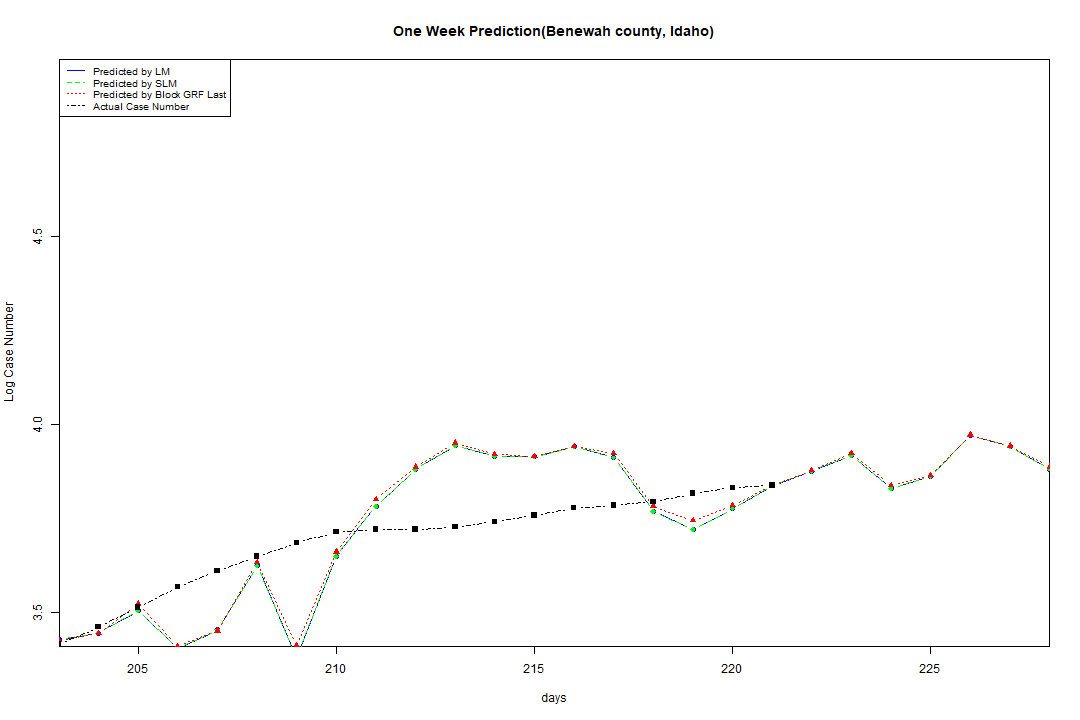 One Week Prediction(Benewah county, Idaho)
Predicted by LM
Predicted by SLM
Predicted by Block GRF Last
Actual Case Number
Log Case Number
4.5
4.0
3.5
205 210 215 220 225
days